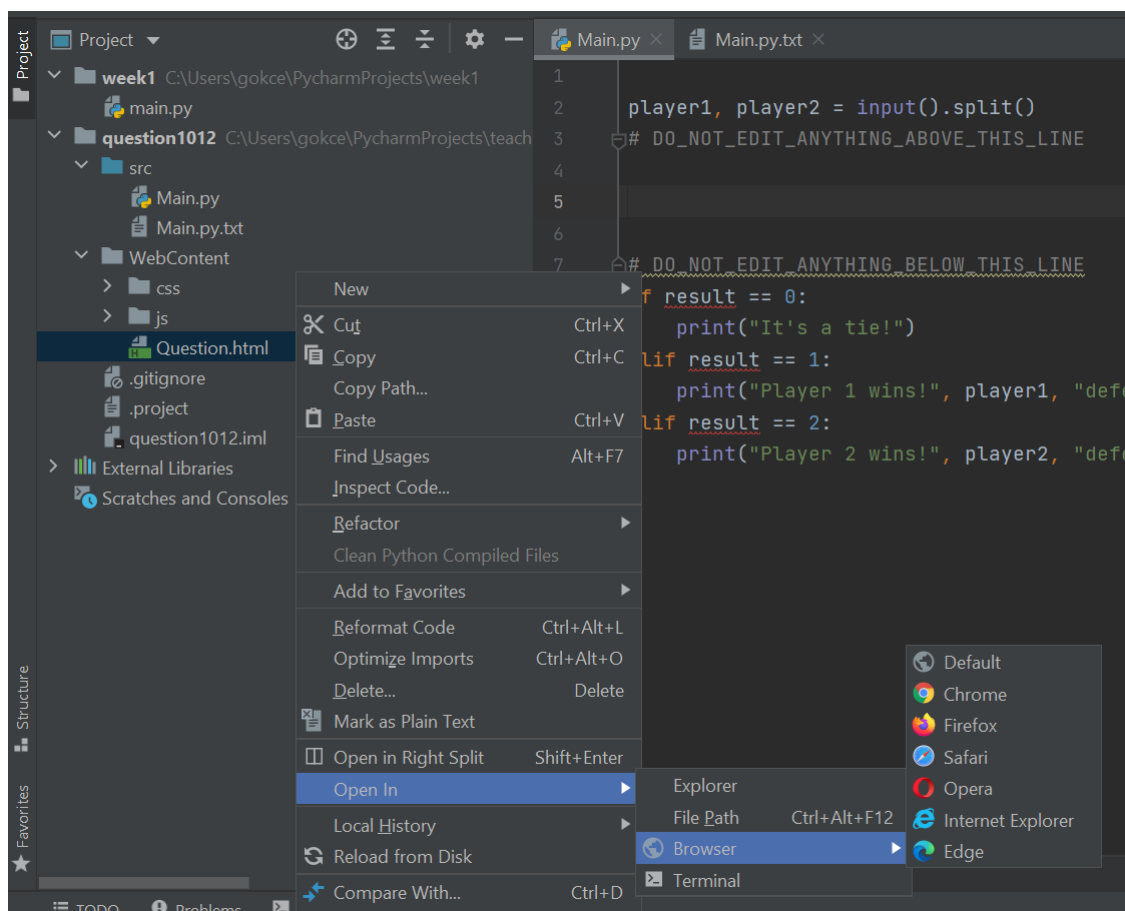 Project
Project
week1 C:\Users\gokce\PycharmProjects\week1
main.py
question1012 C:\Users\gokce\PycharmProjects\teach
src
Main.py
Main.py.txt
WebContent
css
js
Question.html
.gitignore
.project
question1012.iml
External Libraries
Scratches and Consoles
Structure
Favorites
TODO
Problems
Main.py
Main.py.txt
1
2 player1, player2 = input().split()
3 # DO_NOT_EDIT_ANYTHING_ABOVE_THIS_LINE
4
5
6
7 # DO_NOT_EDIT_ANYTHING_BELOW_THIS_LINE
f result == 0:
print("It's a tie!")
lif result == 1:
print("Player 1 wins!", player1, "defe
lif result == 2:
print("Player 2 wins!", player2, "defe
New
Cut Ctrl+X
Copy Ctrl+C
Copy Path...
Paste Ctrl+V
Find Usages Alt+F7
Inspect Code...
Refactor
Clean Python Compiled Files
Add to Favorites
Reformat Code Ctrl+Alt+L
Optimize Imports Ctrl+Alt+O
Delete... Delete
Mark as Plain Text
Open in Right Split Shift+Enter
Open In
Local History
Reload from Disk
Compare With... Ctrl+D
Explorer
File Path Ctrl+Alt+F12
Browser
Terminal
Default
Chrome
Firefox
Safari
Opera
Internet Explorer
Edge